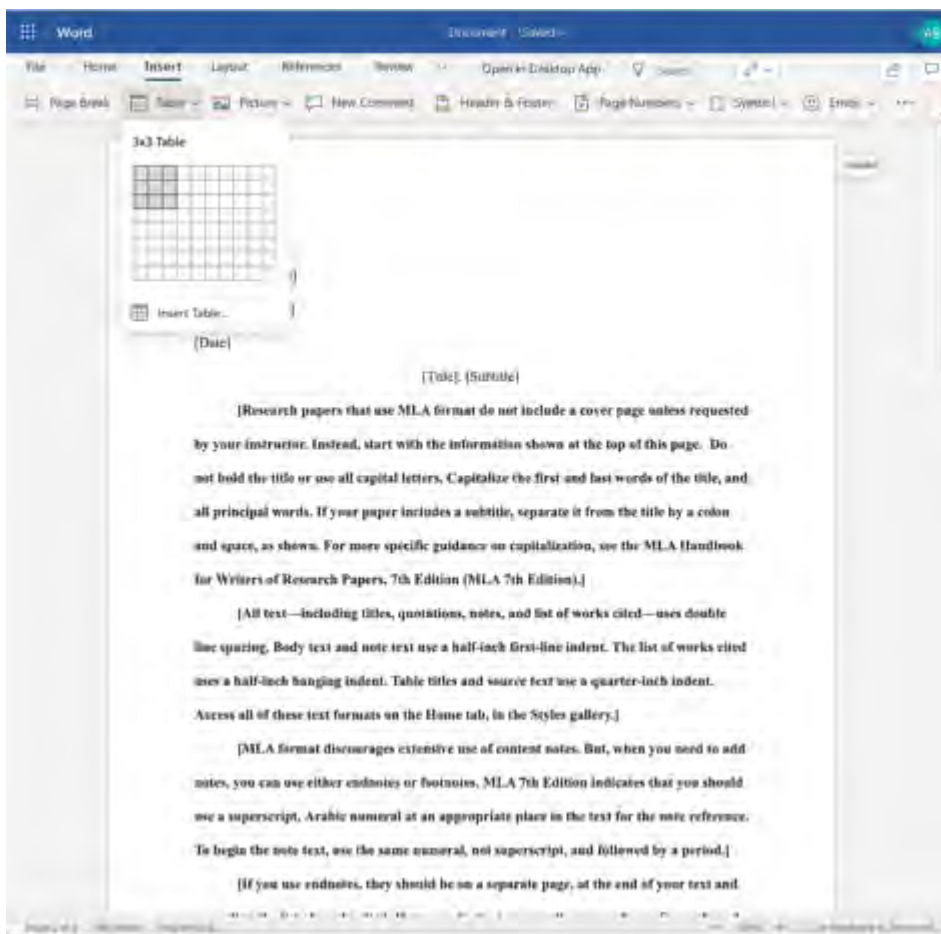 Word Document Saved
File Home Insert Layout References Review Open in Desktop App
Page Break Table Picture New Comment Header & Footer Page Numbers Symbol Emoji
3x3 Table
Insert Table...
[Date]
[Title]: [Subtitle]
[Research papers that use MLA format do not include a cover page unless requested
by your instructor. Instead, start with the information shown at the top of this page. Do
not bold the title or use all capital letters. Capitalize the first and last words of the title, and
all principal words. If your paper includes a subtitle, separate it from the title by a colon
and space, as shown. For more specific guidance on capitalization, see the MLA Handbook
for Writers of Research Papers, 7th Edition (MLA 7th Edition).]
[All text—including titles, quotations, notes, and list of works cited—uses double
line spacing. Body text and note text use a half-inch first-line indent. The list of works cited
uses a half-inch hanging indent. Table titles and source text use a quarter-inch indent.
Access all of these text formats on the Home tab, in the Styles gallery.]
[MLA format discourages extensive use of content notes. But, when you need to add
notes, you can use either endnotes or footnotes. MLA 7th Edition indicates that you should
use a superscript, Arabic numeral at an appropriate place in the text for the note reference.
To begin the note text, use the same numeral, not superscript, and followed by a period.]
[If you use endnotes, they should be on a separate page, at the end of your text and